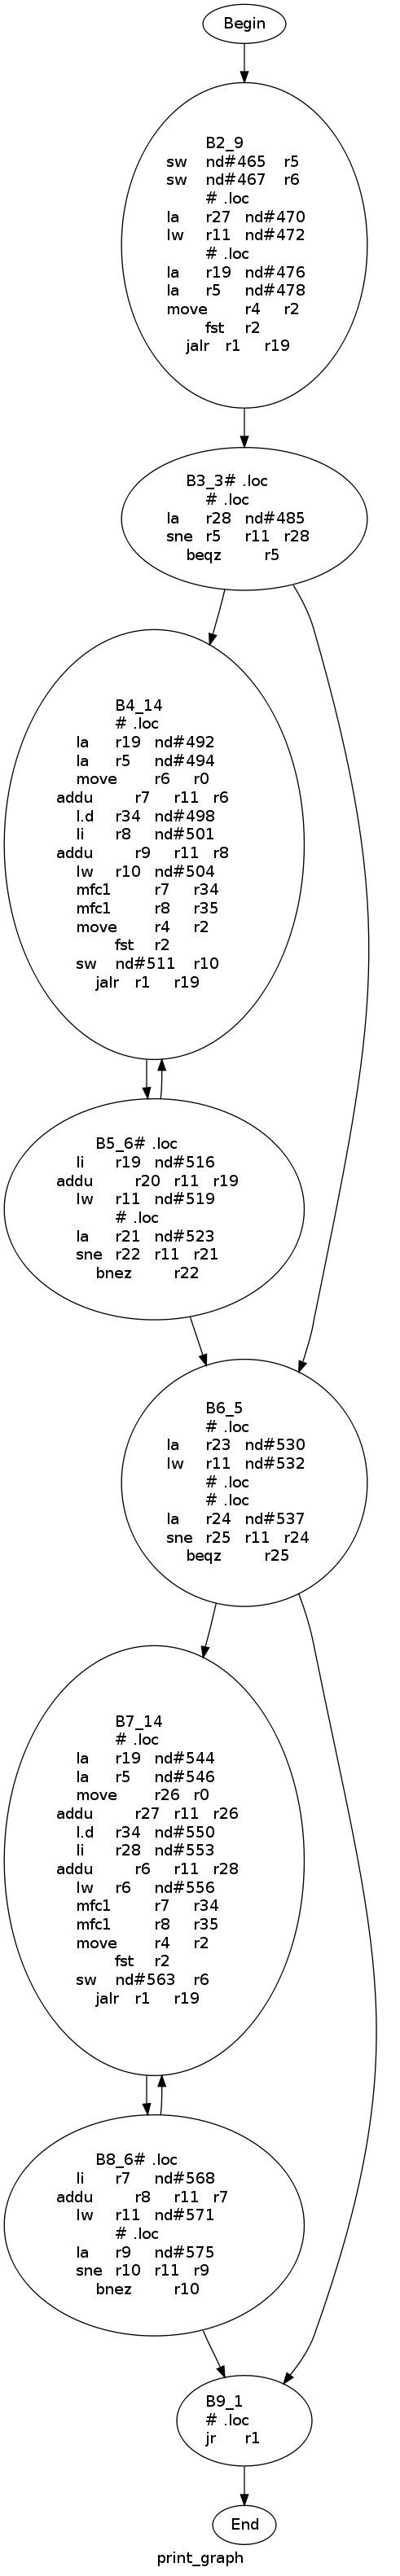 Begin
B2_9
sw nd#465 r5
sw nd#467 r6
# .loc
la r27 nd#470
lw r11 nd#472
# .loc
la r19 nd#476
la r5 nd#478
move r4 r2
fst r2
jalr r1 r19
B3_3# .loc
# .loc
la r28 nd#485
sne r5 r11 r28
beqz r5
B4_14
# .loc
la r19 nd#492
la r5 nd#494
move r6 r0
addu r7 r11 r6
l.d r34 nd#498
li r8 nd#501
addu r9 r11 r8
lw r10 nd#504
mfc1 r7 r34
mfc1 r8 r35
move r4 r2
fst r2
sw nd#511 r10
jalr r1 r19
B5_6# .loc
li r19 nd#516
addu r20 r11 r19
lw r11 nd#519
# .loc
la r21 nd#523
sne r22 r11 r21
bnez r22
B6_5
# .loc
la r23 nd#530
lw r11 nd#532
# .loc
# .loc
la r24 nd#537
sne r25 r11 r24
beqz r25
B7_14
# .loc
la r19 nd#544
la r5 nd#546
move r26 r0
addu r27 r11 r26
l.d r34 nd#550
li r28 nd#553
addu r6 r11 r28
lw r6 nd#556
mfc1 r7 r34
mfc1 r8 r35
move r4 r2
fst r2
sw nd#563 r6
jalr r1 r19
B8_6# .loc
li r7 nd#568
addu r8 r11 r7
lw r11 nd#571
# .loc
la r9 nd#575
sne r10 r11 r9
bnez r10
B9_1
# .loc
jr r1
End
print_graph